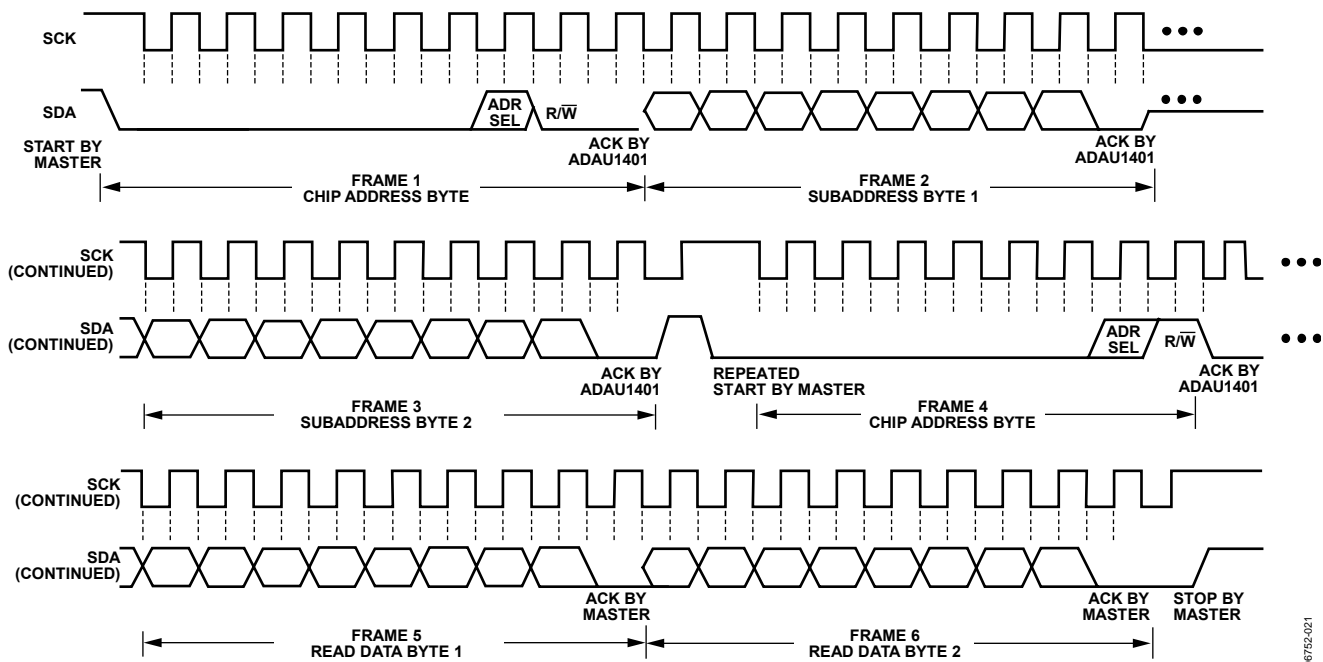 SCK
SDA
ADR
SEL
R/W̅
START BY
MASTER
ACK BY
ADAU1401
ACK BY
ADAU1401
FRAME 1
CHIP ADDRESS BYTE
FRAME 2
SUBADDRESS BYTE 1
SCK
(CONTINUED)
SDA
(CONTINUED)
ADR
SEL
R/W̅
ACK BY
ADAU1401
REPEATED
START BY MASTER
ACK BY
ADAU1401
FRAME 3
SUBADDRESS BYTE 2
FRAME 4
CHIP ADDRESS BYTE
SCK
(CONTINUED)
SDA
(CONTINUED)
ACK BY
MASTER
ACK BY
MASTER
STOP BY
MASTER
FRAME 5
READ DATA BYTE 1
FRAME 6
READ DATA BYTE 2
6752-021